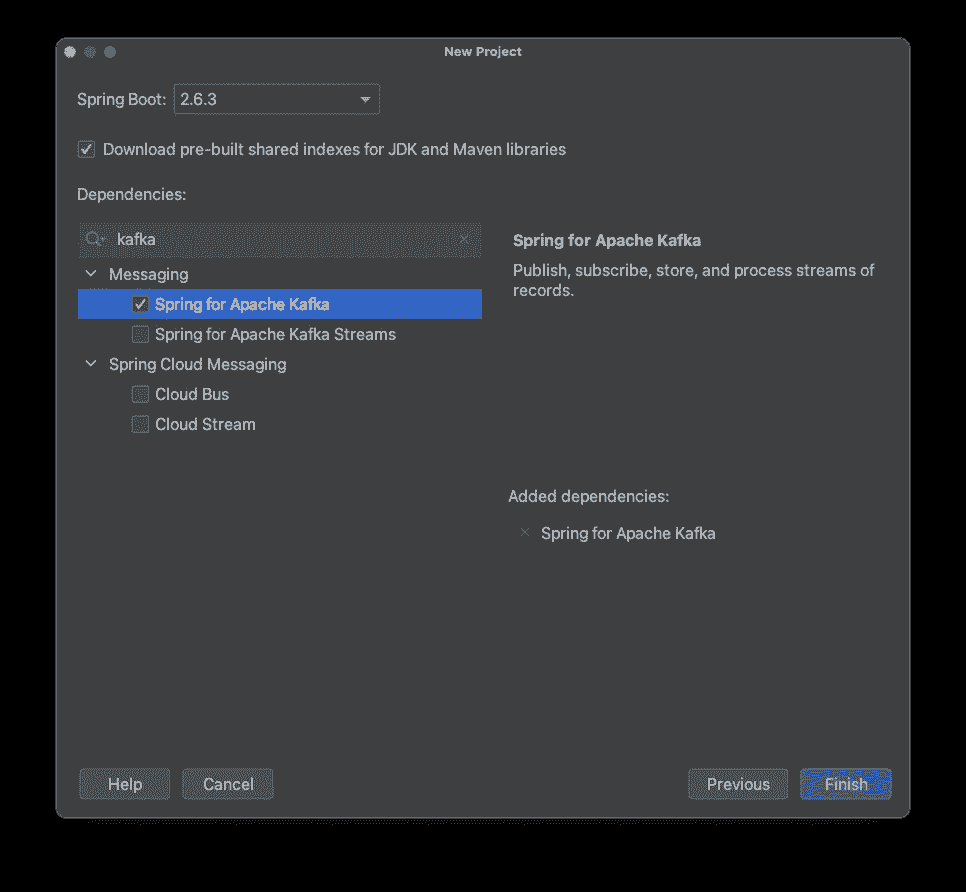 New Project
Spring Boot: 2.6.3
Download pre-built shared indexes for JDK and Maven libraries
Dependencies:
kafka
Messaging
Spring for Apache Kafka
Spring for Apache Kafka Streams
Spring Cloud Messaging
Cloud Bus
Cloud Stream
Spring for Apache Kafka
Publish, subscribe, store, and process streams of
records.
Added dependencies:
Spring for Apache Kafka
Help
Cancel
Previous
Finish